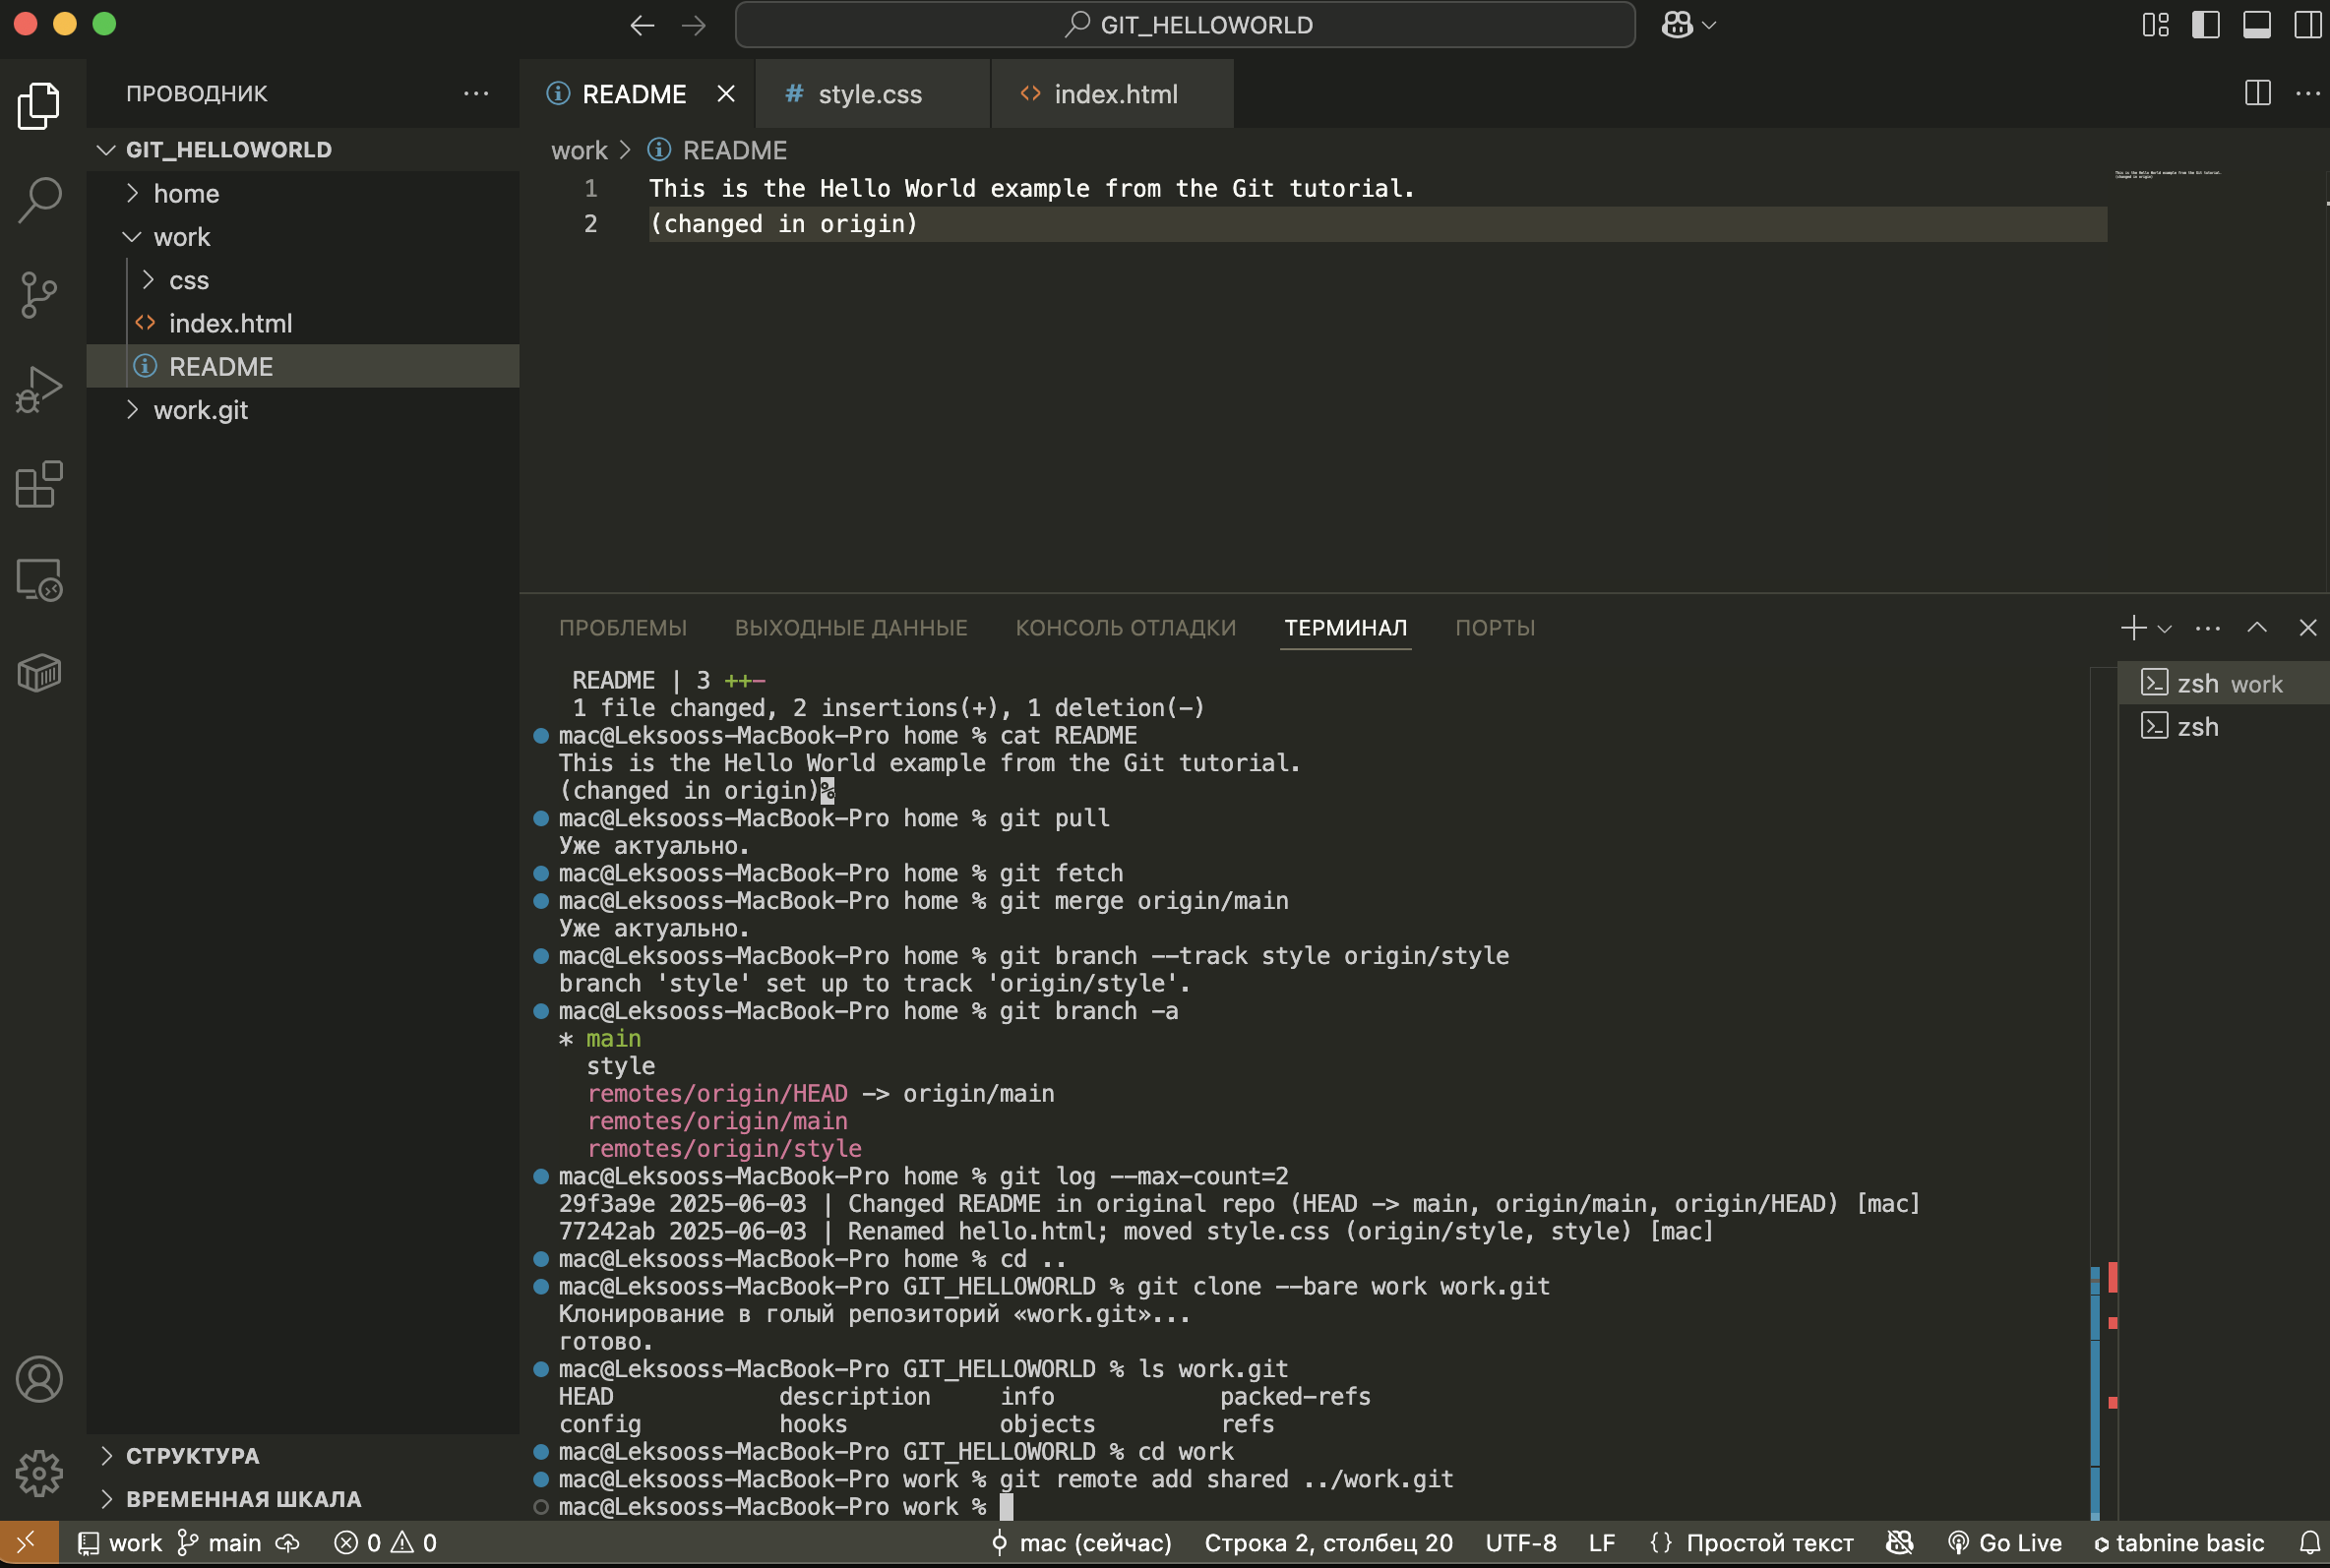 GIT_HELLOWORLD
ПРОВОДНИК
GIT_HELLOWORLD
home
work
css
index.html
README
work.git
СТРУКТУРА
ВРЕМЕННАЯ ШКАЛА
README
# style.css
<> index.html
work > README
1 This is the Hello World example from the Git tutorial.
2 (changed in origin)
This is the Hello World example from the Git tutorial.
(changed in origin)
ПРОБЛЕМЫ ВЫХОДНЫЕ ДАННЫЕ КОНСОЛЬ ОТЛАДКИ ТЕРМИНАЛ ПОРТЫ
README | 3 ++-
1 file changed, 2 insertions(+), 1 deletion(-)
mac@Leksooss-MacBook-Pro home % cat README
This is the Hello World example from the Git tutorial.
(changed in origin)%
mac@Leksooss-MacBook-Pro home % git pull
Уже актуально.
mac@Leksooss-MacBook-Pro home % git fetch
mac@Leksooss-MacBook-Pro home % git merge origin/main
Уже актуально.
mac@Leksooss-MacBook-Pro home % git branch --track style origin/style
branch 'style' set up to track 'origin/style'.
mac@Leksooss-MacBook-Pro home % git branch -a
* main
style
remotes/origin/HEAD -> origin/main
remotes/origin/main
remotes/origin/style
mac@Leksooss-MacBook-Pro home % git log --max-count=2
29f3a9e 2025-06-03 | Changed README in original repo (HEAD -> main, origin/main, origin/HEAD) [mac]
77242ab 2025-06-03 | Renamed hello.html; moved style.css (origin/style, style) [mac]
mac@Leksooss-MacBook-Pro home % cd ..
mac@Leksooss-MacBook-Pro GIT_HELLOWORLD % git clone --bare work work.git
Клонирование в голый репозиторий «work.git»...
готово.
mac@Leksooss-MacBook-Pro GIT_HELLOWORLD % ls work.git
HEAD description info packed-refs
config hooks objects refs
mac@Leksooss-MacBook-Pro GIT_HELLOWORLD % cd work
mac@Leksooss-MacBook-Pro work % git remote add shared ../work.git
mac@Leksooss-MacBook-Pro work %
zsh work
zsh
work main 0 0 mac (сейчас) Строка 2, столбец 20 UTF-8 LF {} Простой текст Go Live tabnine basic